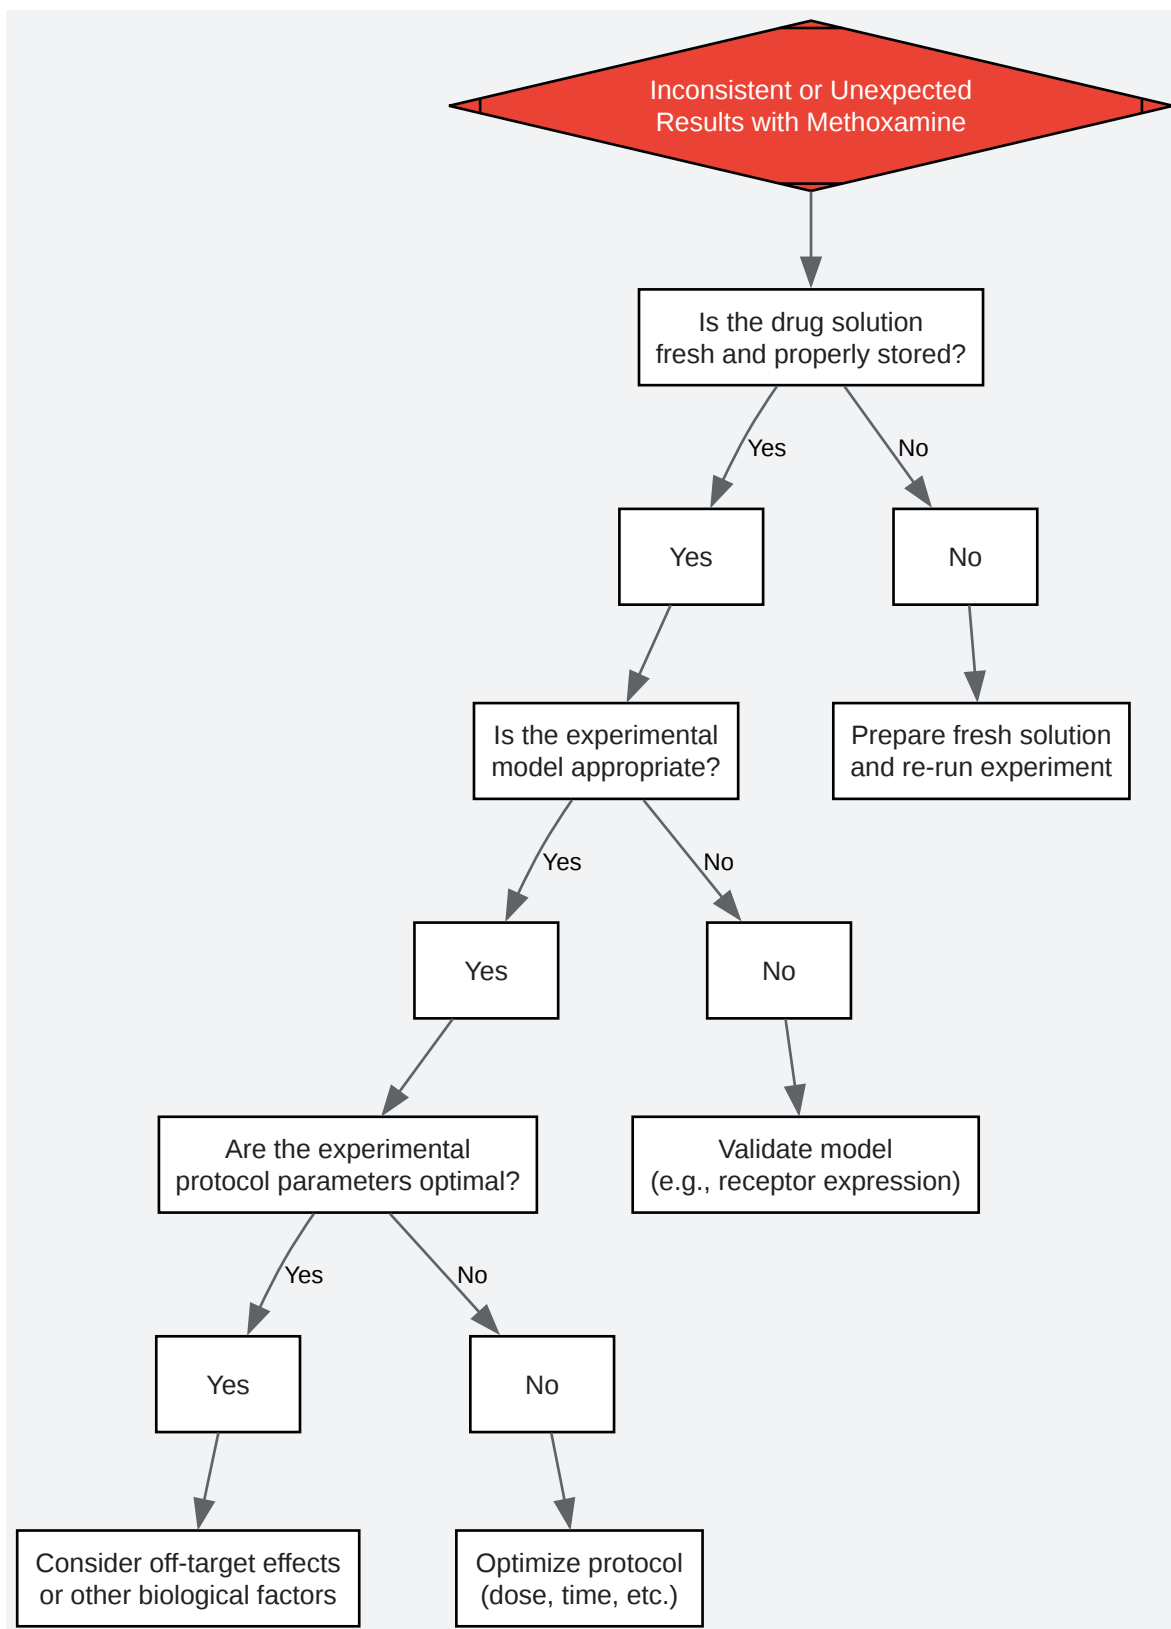 Inconsistent or Unexpected
Results with Methoxamine
Is the drug solution
fresh and properly stored?
Yes
No
Yes
No
Is the experimental
model appropriate?
Prepare fresh solution
and re-run experiment
Yes
No
Yes
No
Are the experimental
protocol parameters optimal?
Validate model
(e.g., receptor expression)
Yes
No
Yes
No
Consider off-target effects
or other biological factors
Optimize protocol
(dose, time, etc.)